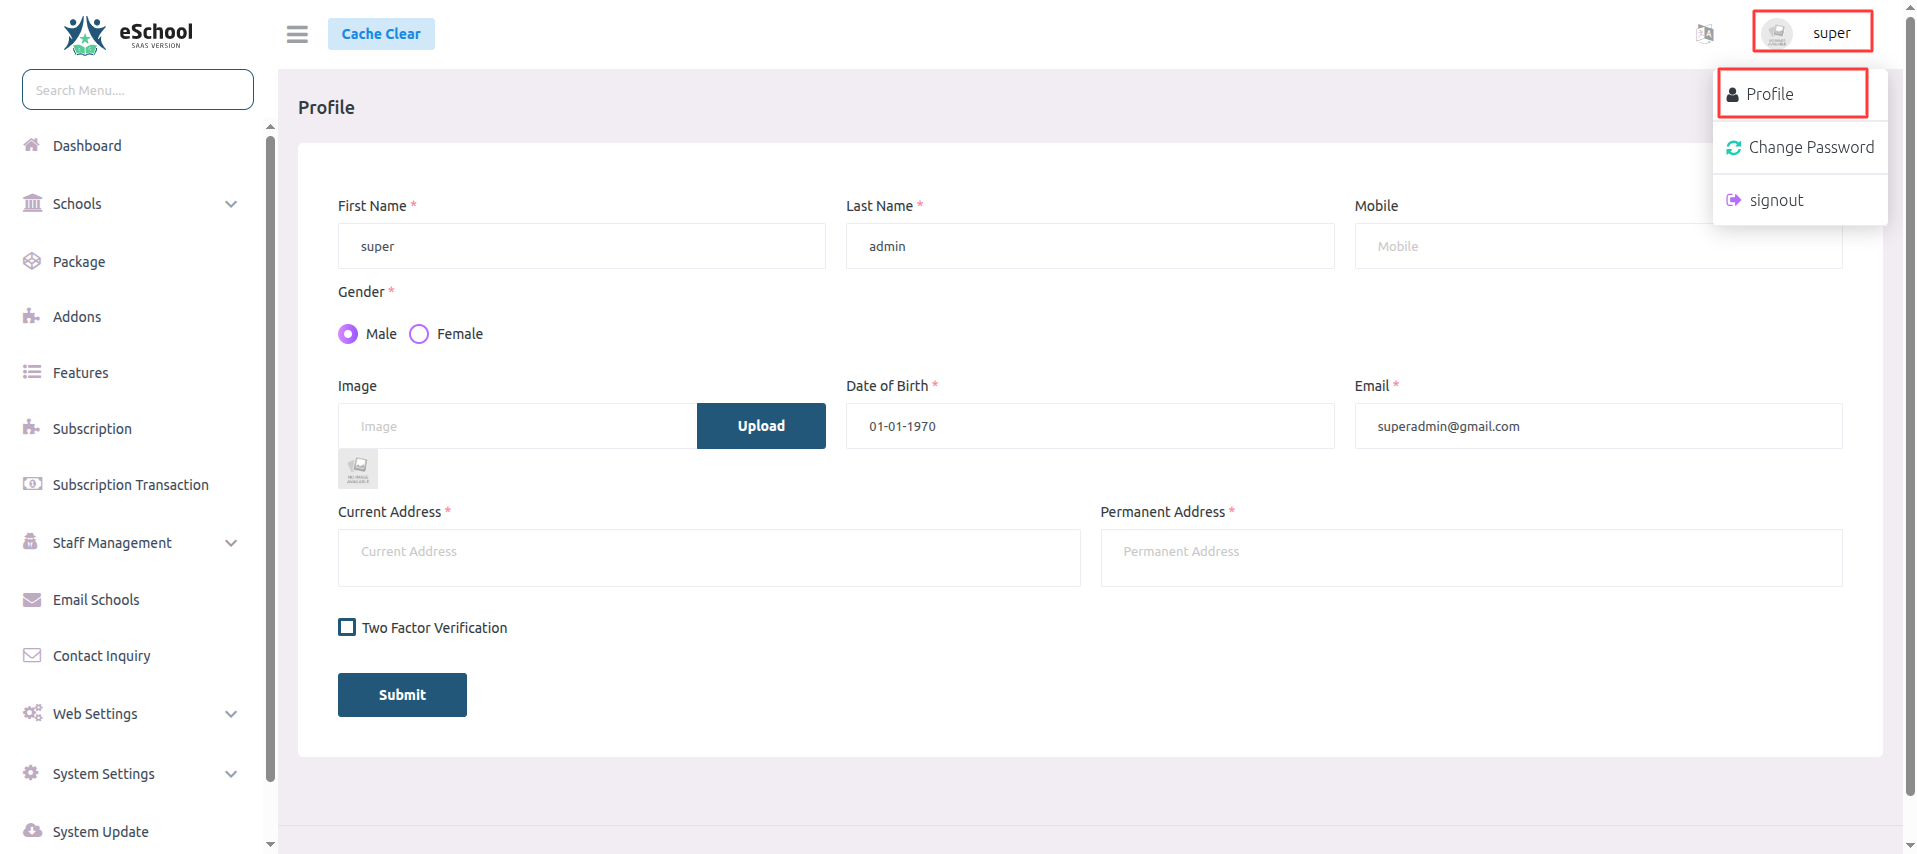 eSchool
SAAS VERSION
Cache Clear
super
Search Menu....
Profile
Change Password
signout
Dashboard
Schools
Package
Addons
Features
Subscription
Subscription Transaction
Staff Management
Email Schools
Contact Inquiry
Web Settings
System Settings
System Update
Profile
First Name *
super
Last Name *
admin
Mobile
Mobile
Gender *
Male
Female
Image
Image
Upload
NO IMAGE
AVAILABLE
Date of Birth *
01-01-1970
Email *
superadmin@gmail.com
Current Address *
Current Address
Permanent Address *
Permanent Address
Two Factor Verification
Submit